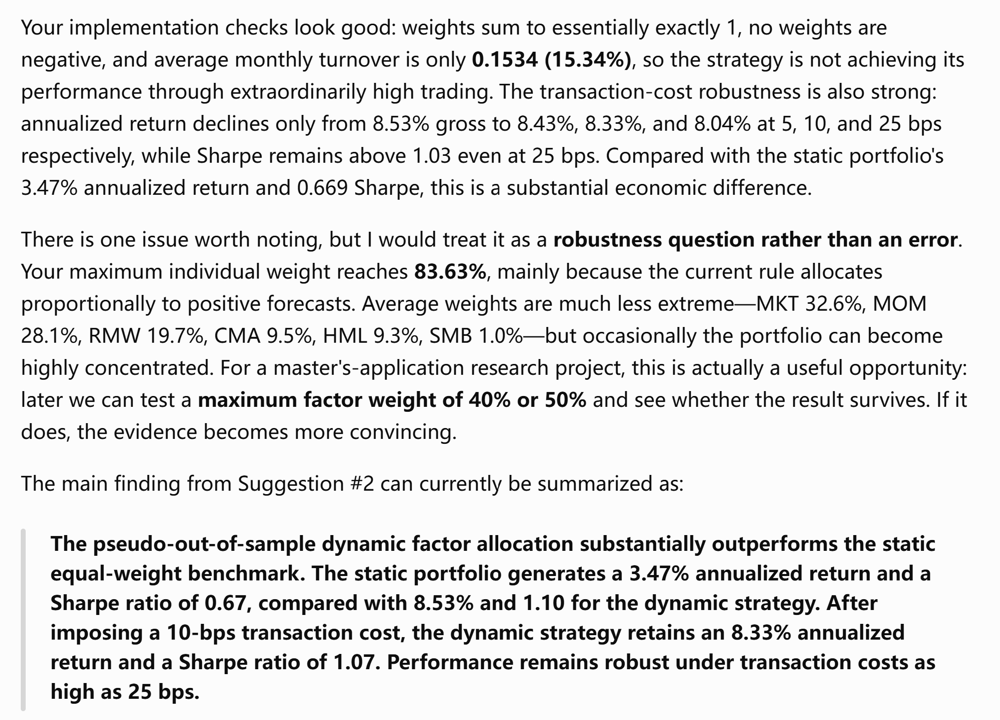 Your implementation checks look good: weights sum to essentially exactly 1, no weights are
negative, and average monthly turnover is only 0.1534 (15.34%), so the strategy is not achieving its
performance through extraordinarily high trading. The transaction-cost robustness is also strong:
annualized return declines only from 8.53% gross to 8.43%, 8.33%, and 8.04% at 5, 10, and 25 bps
respectively, while Sharpe remains above 1.03 even at 25 bps. Compared with the static portfolio's
3.47% annualized return and 0.669 Sharpe, this is a substantial economic difference.
There is one issue worth noting, but I would treat it as a robustness question rather than an error.
Your maximum individual weight reaches 83.63%, mainly because the current rule allocates
proportionally to positive forecasts. Average weights are much less extreme—MKT 32.6%, MOM
28.1%, RMW 19.7%, CMA 9.5%, HML 9.3%, SMB 1.0%—but occasionally the portfolio can become
highly concentrated. For a master's-application research project, this is actually a useful opportunity:
later we can test a maximum factor weight of 40% or 50% and see whether the result survives. If it
does, the evidence becomes more convincing.
The main finding from Suggestion #2 can currently be summarized as:
The pseudo-out-of-sample dynamic factor allocation substantially outperforms the static
equal-weight benchmark. The static portfolio generates a 3.47% annualized return and a
Sharpe ratio of 0.67, compared with 8.53% and 1.10 for the dynamic strategy. After
imposing a 10-bps transaction cost, the dynamic strategy retains an 8.33% annualized
return and a Sharpe ratio of 1.07. Performance remains robust under transaction costs as
high as 25 bps.